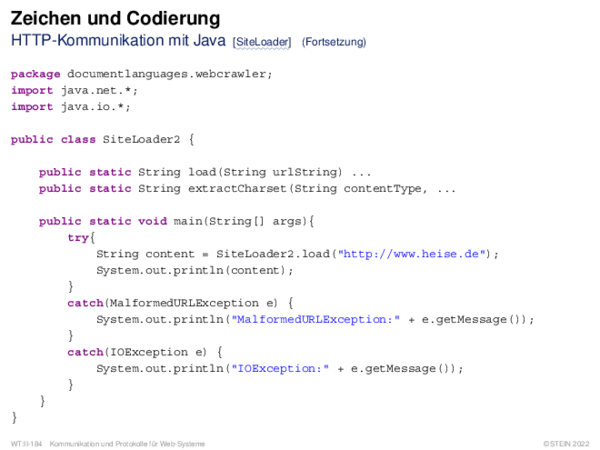 Zeichen und Codierung
HTTP-Kommunikation mit Java [SiteLoader] (Fortsetzung)
package documentlanguages.webcrawler;
import java.net.*;
import java.io.*;
public class SiteLoader2 {
public static String load(String urlString) ...
public static String extractCharset(String contentType, ...
public static void main(String[] args){
try{
String content = SiteLoader2.load("http://www.heise.de");
System.out.println(content);
}
catch(MalformedURLException e) {
System.out.println("MalformedURLException:" + e.getMessage());
}
catch(IOException e) {
System.out.println("IOException:" + e.getMessage());
}
}
}
WT:II-184 Kommunikation und Protokolle für Web-Systeme ©STEIN 2022